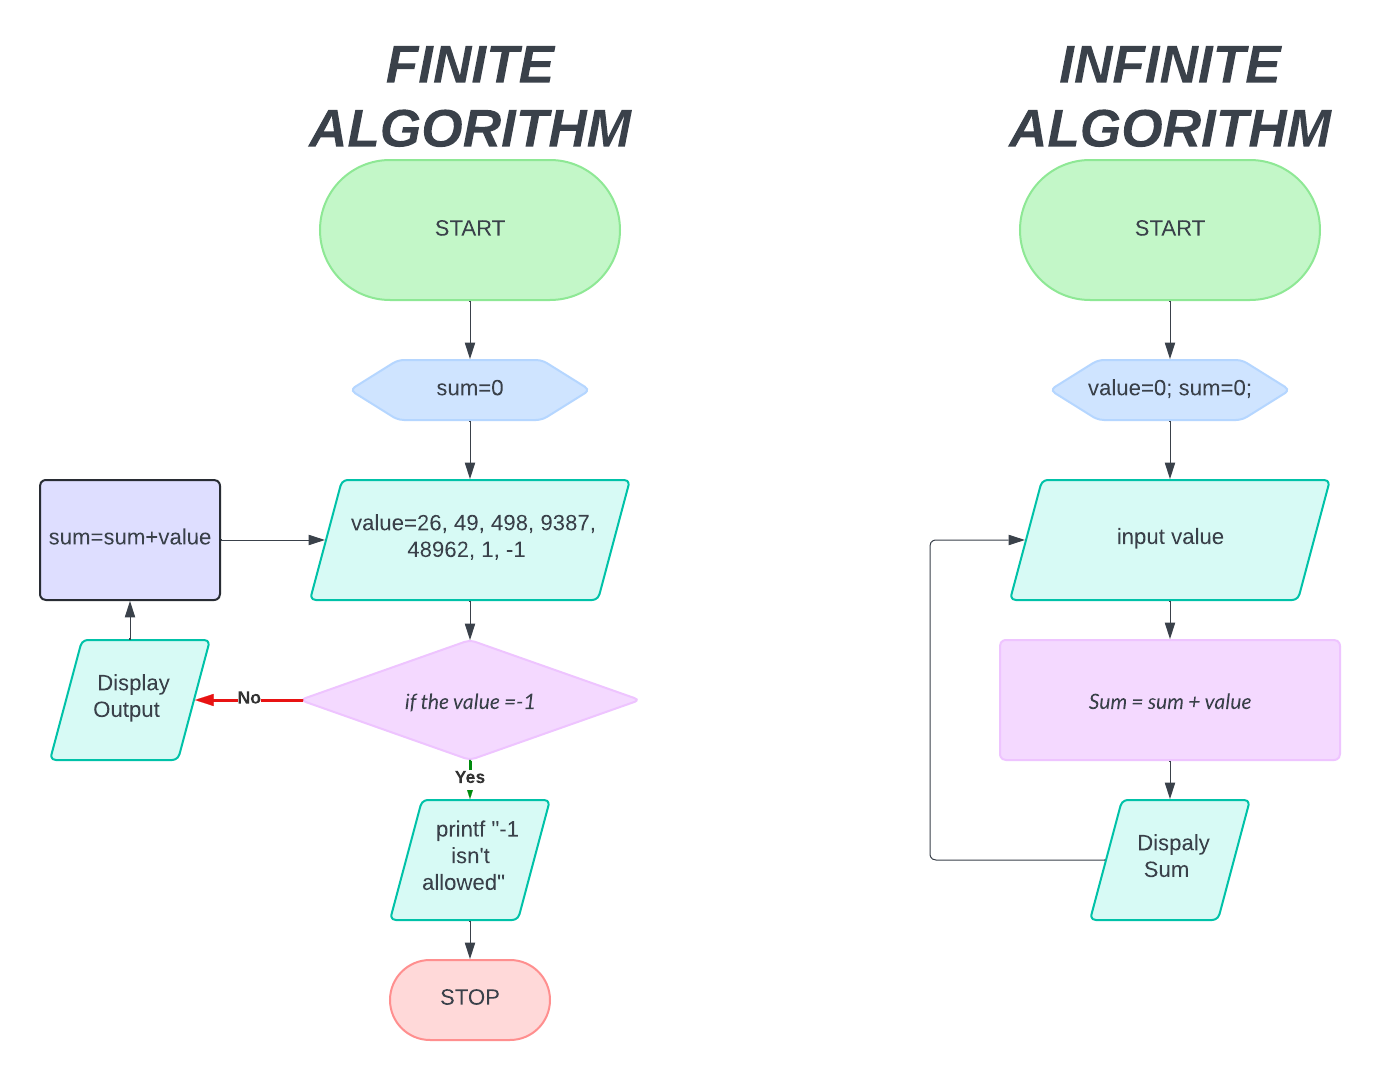 FINITE
ALGORITHM
START
sum=0
value=26, 49, 498, 9387,
48962, 1, -1
sum=sum+value
if the value =-1
No
Display
Output
Yes
printf "-1
isn't
allowed"
STOP
INFINITE
ALGORITHM
START
value=0; sum=0;
input value
Sum = sum + value
Dispaly
Sum